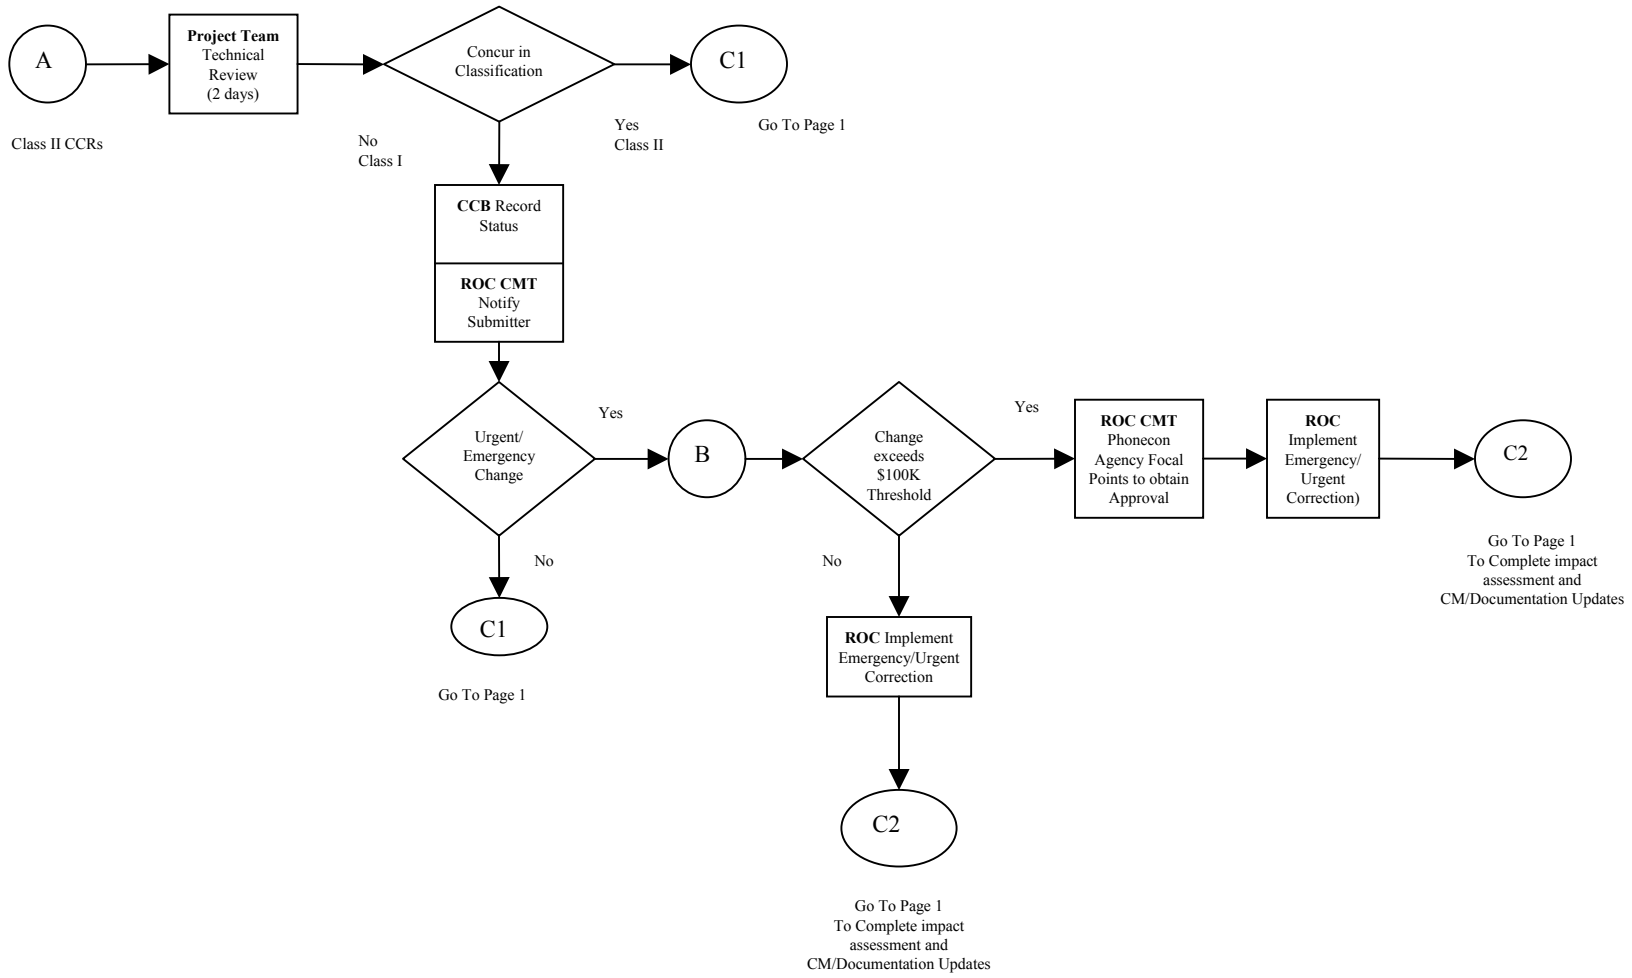 A
Class II CCRs
Project Team
Technical
Review
(2 days)
Concur in
Classification
C1
Go To Page 1
Yes
Class II
No
Class I
CCB Record
Status
ROC CMT
Notify
Submitter
Urgent/
Emergency
Change
Yes
B
Change
exceeds
$100K
Threshold
Yes
ROC CMT
Phonecon
Agency Focal
Points to obtain
Approval
ROC
Implement
Emergency/
Urgent
Correction)
C2
Go To Page 1
To Complete impact
assessment and
CM/Documentation Updates
No
C1
Go To Page 1
No
ROC Implement
Emergency/Urgent
Correction
C2
Go To Page 1
To Complete impact
assessment and
CM/Documentation Updates